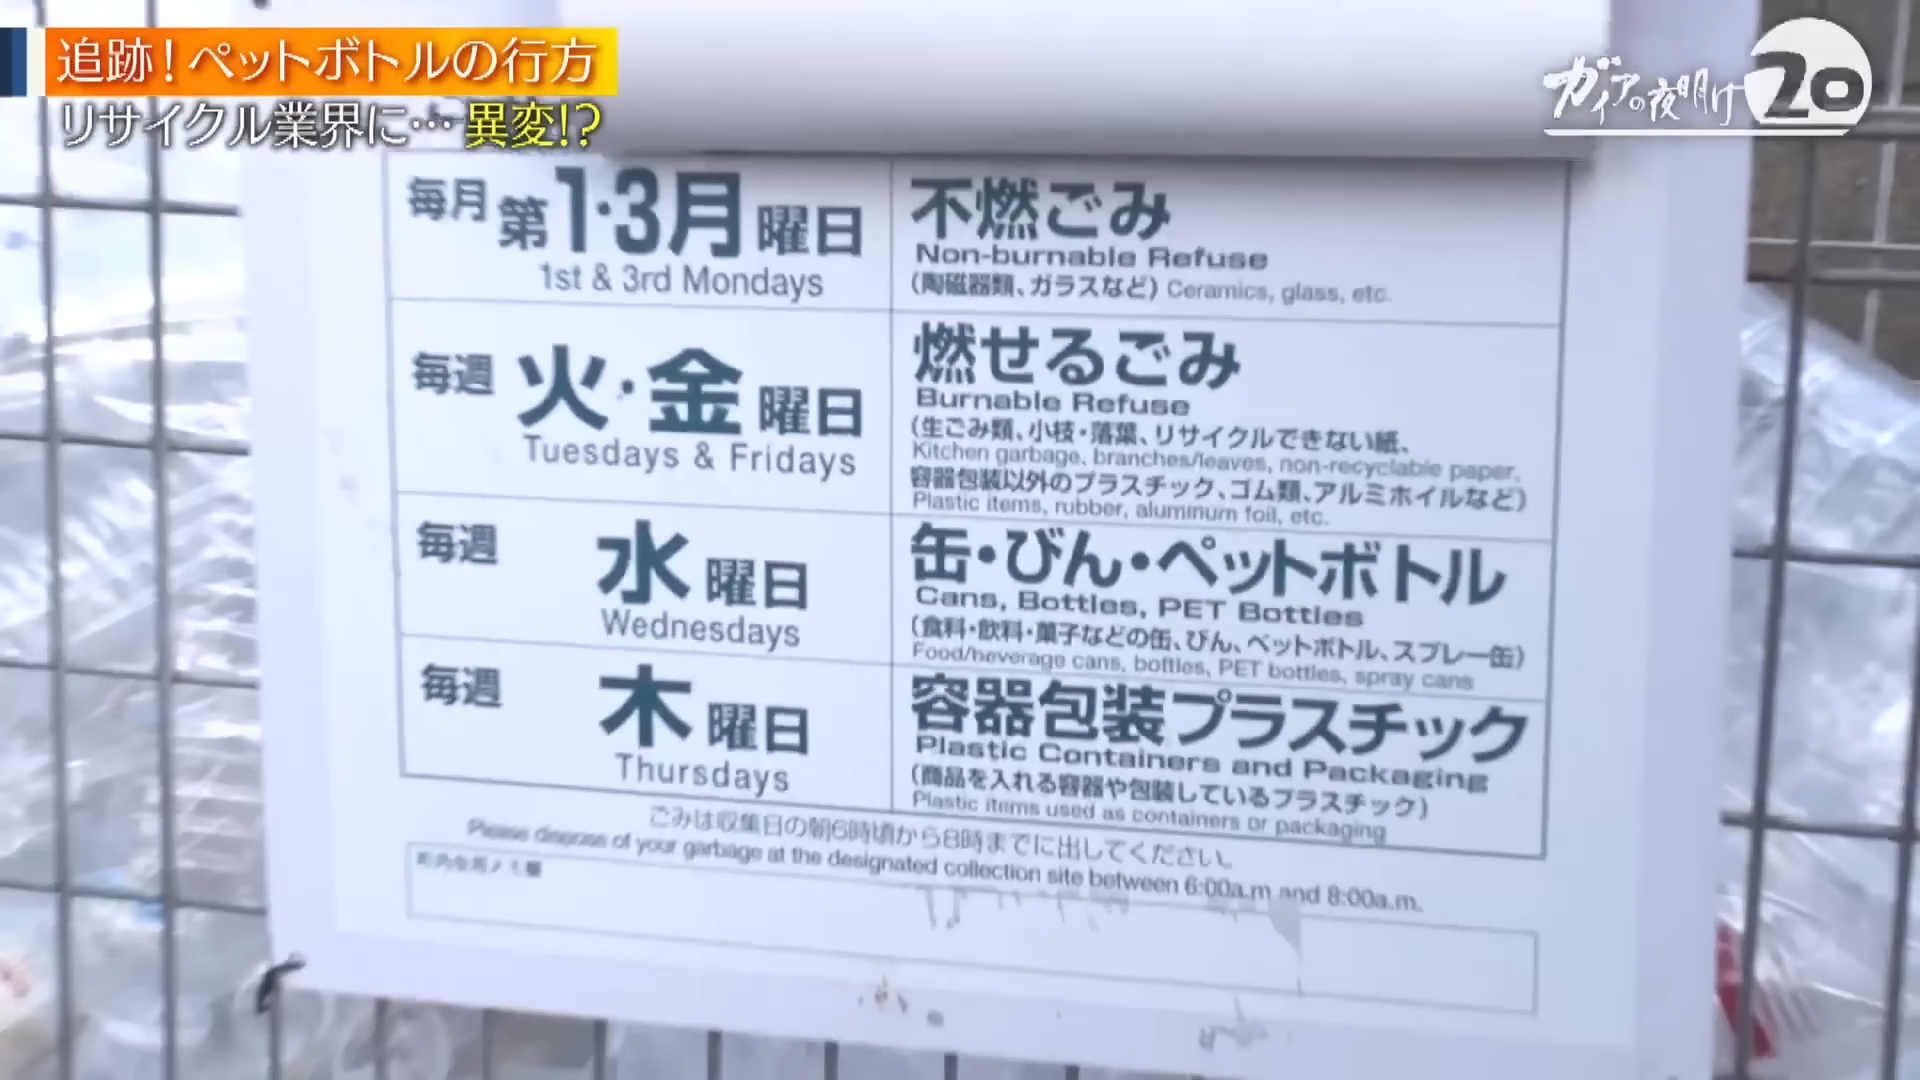 追跡！ペットボトルの行方
リサイクル業界に…異変!?
ガイアの夜明け 20
毎月 第1・3月曜日
1st & 3rd Mondays
不燃ごみ
Non-burnable Refuse
（陶磁器類、ガラスなど）Ceramics, glass, etc.
毎週 火・金曜日
Tuesdays & Fridays
燃せるごみ
Burnable Refuse
（生ごみ類、小枝・落葉、リサイクルできない紙、
Kitchen garbage, branches/leaves, non-recyclable paper,
容器包装以外のプラスチック、ゴム類、アルミホイルなど）
Plastic items, rubber, aluminum foil, etc.
毎週 水曜日
Wednesdays
缶・びん・ペットボトル
Cans, Bottles, PET Bottles
（食料・飲料・菓子などの缶、びん、ペットボトル、スプレー缶）
Food/beverage cans, bottles, PET bottles, spray cans
毎週 木曜日
Thursdays
容器包装プラスチック
Plastic Containers and Packaging
（商品を入れる容器や包装しているプラスチック）
Plastic items used as containers or packaging
ごみは収集日の朝6時頃から8時までに出してください。
Please dispose of your garbage at the designated collection site between 6:00a.m and 8:00a.m.